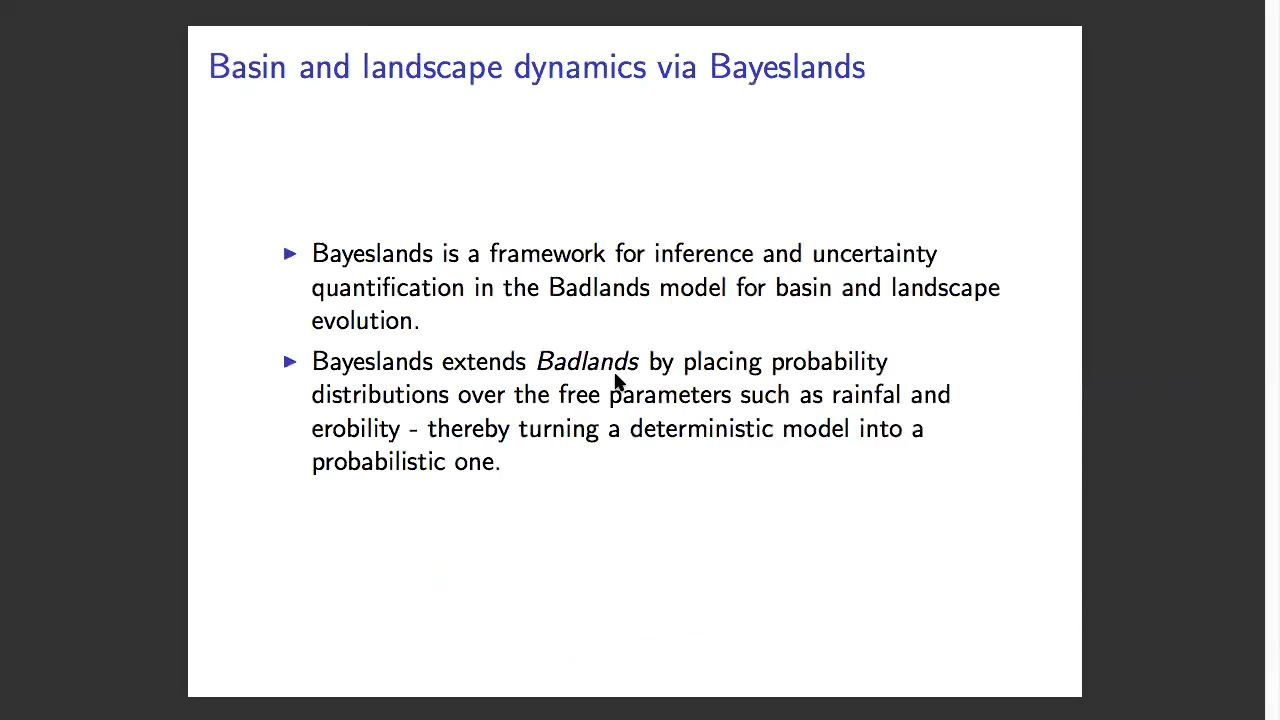 Basin and landscape dynamics via Bayeslands
▶ Bayeslands is a framework for inference and uncertainty
quantification in the Badlands model for basin and landscape
evolution.
▶ Bayeslands extends Badlands by placing probability
distributions over the free parameters such as rainfal and
erobility - thereby turning a deterministic model into a
probabilistic one.